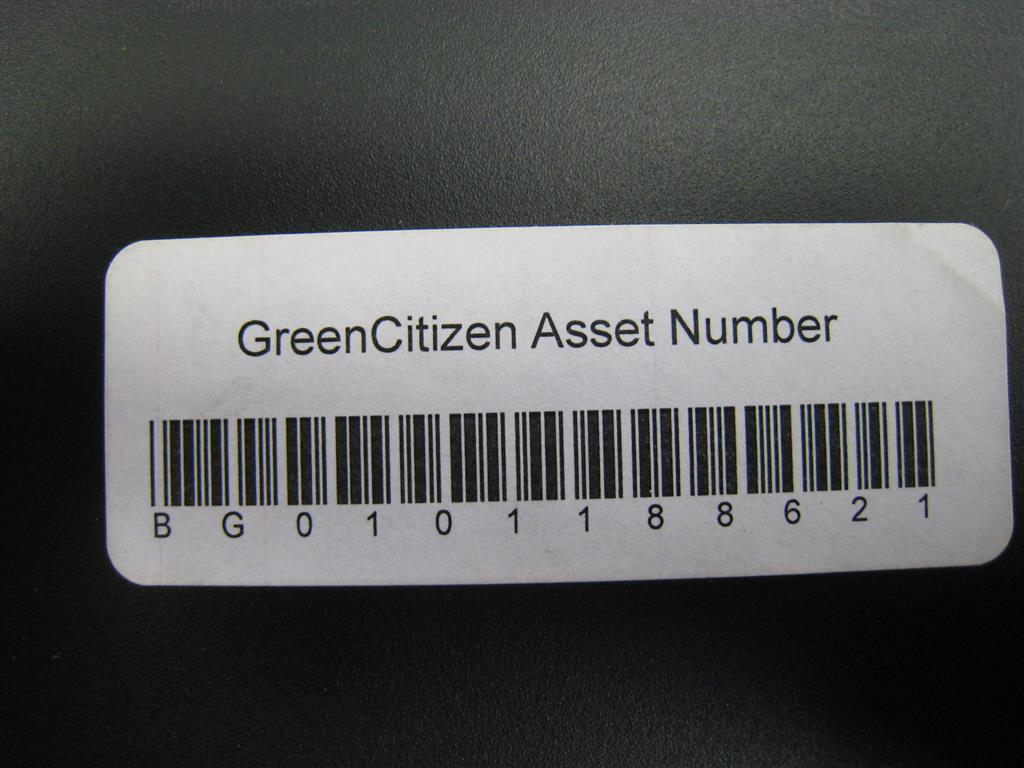 GreenCitizen Asset Number
B G 0 1 0 1 1 8 8 6 2 1